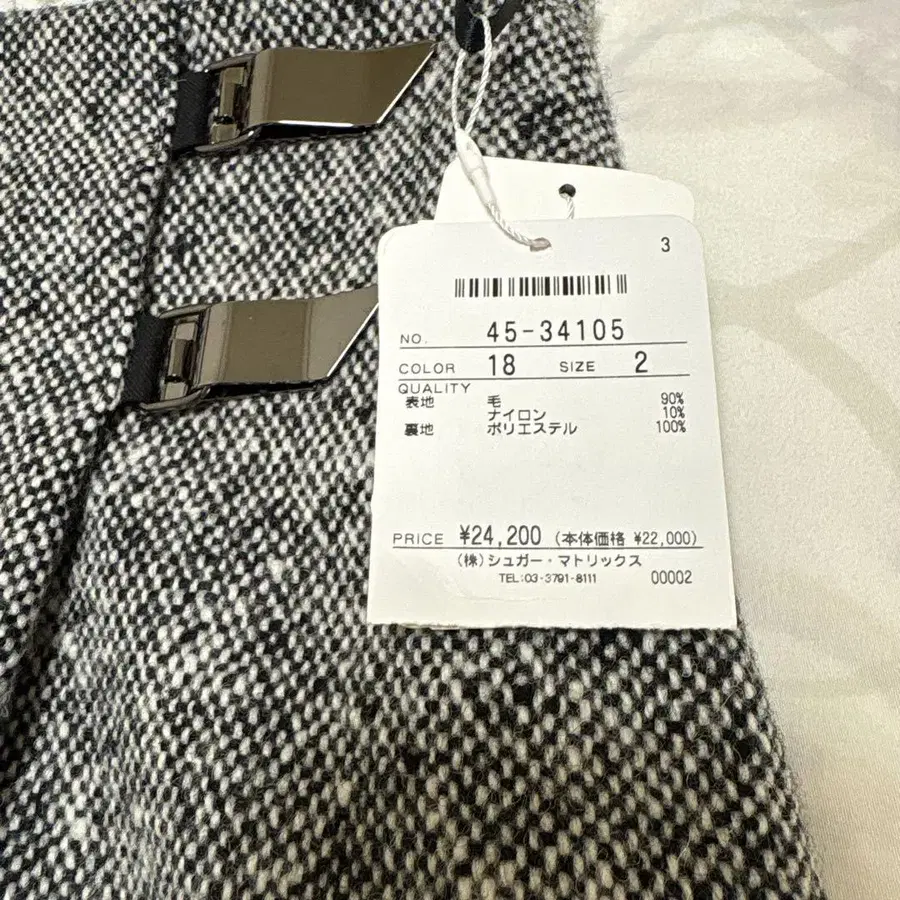 3
NO. 45-34105
COLOR 18 SIZE 2
QUALITY
表地 毛 90%
ナイロン 10%
裏地 ポリエステル 100%
PRICE ¥24,200 (本体価格 ¥22,000)
(株)シュガー・マトリックス
TEL:03-3791-8111 00002